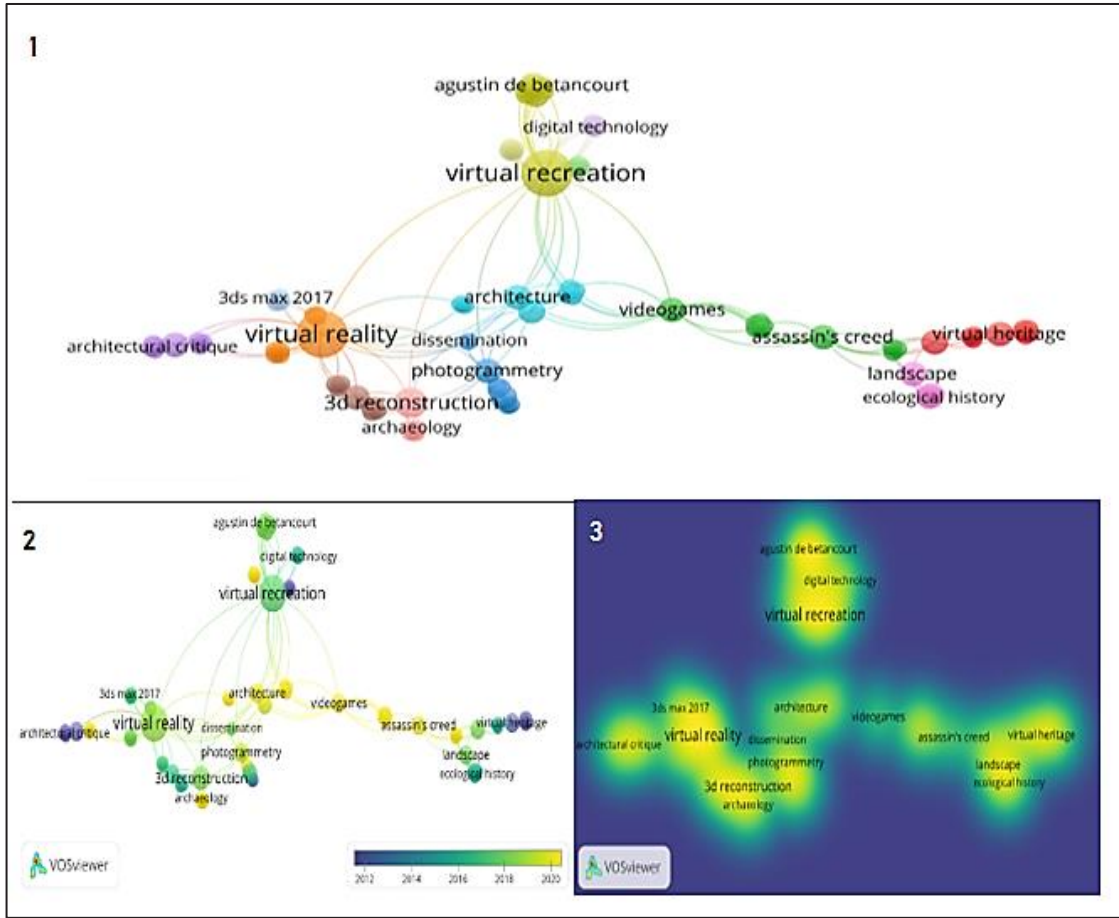 1
agustin de betancourt
digital technology
virtual recreation
3ds max 2017
architecture
videogames
virtual reality
assassin's creed
virtual heritage
architectural critique
dissemination
photogrammetry
landscape
3d reconstruction
ecological history
archaeology
2
agustin de betancourt
digital technology
virtual recreation
3ds max 2017
architecture
videogames
virtual reality
assassin's creed
virtual heritage
architectural critique
dissemination
photogrammetry
landscape
3d reconstruction
ecological history
archaeology
VOSviewer
2012 2014 2016 2018 2020
3
agustin de betancourt
digital technology
virtual recreation
3ds max 2017
architecture
videogames
architectural critique
virtual reality
dissemination
assassin's creed
virtual heritage
photogrammetry
landscape
3d reconstruction
ecological history
archaeology
VOSviewer